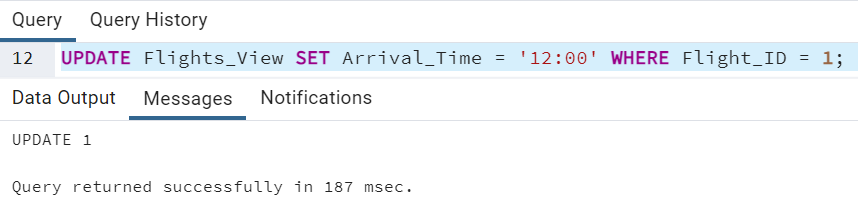 Query Query History
12 UPDATE Flights_View SET Arrival_Time = '12:00' WHERE Flight_ID = 1;
Data Output Messages Notifications
UPDATE 1
Query returned successfully in 187 msec.